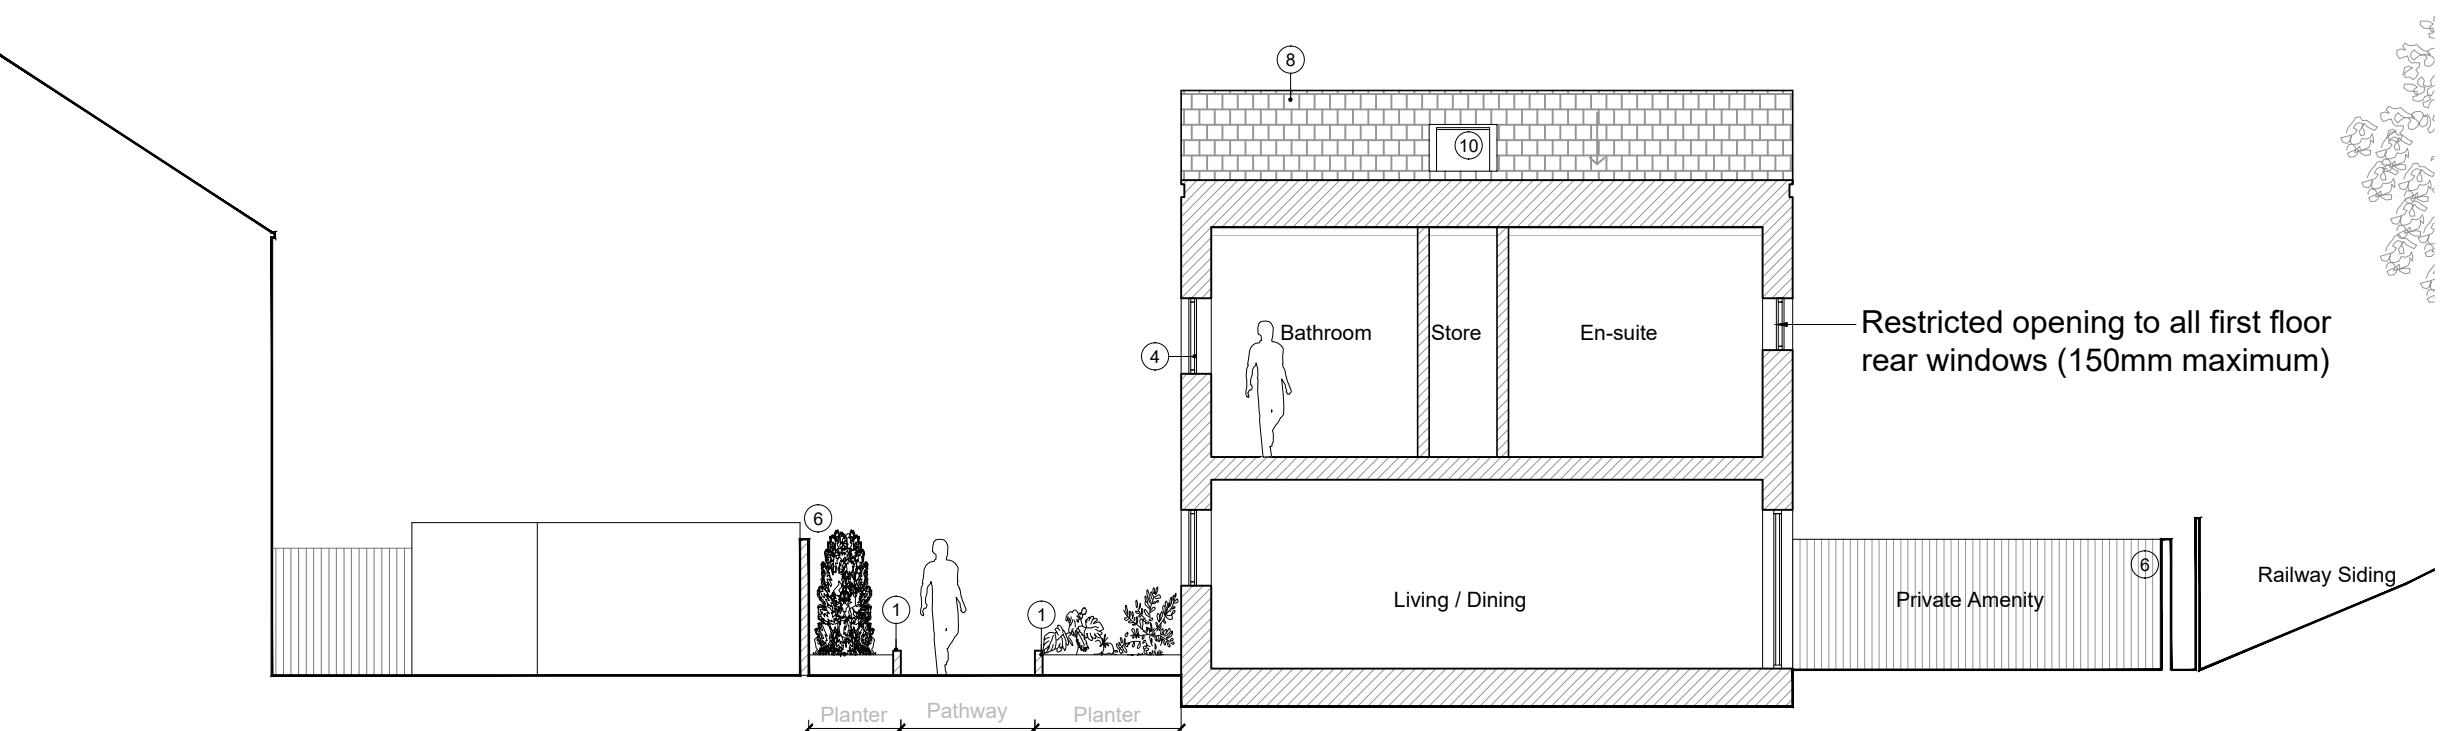 8
10
Restricted opening to all first floor
rear windows (150mm maximum)
Bathroom
Store
En-suite
4
6
6
Railway Siding
Living / Dining
Private Amenity
1
1
Planter
Pathway
Planter